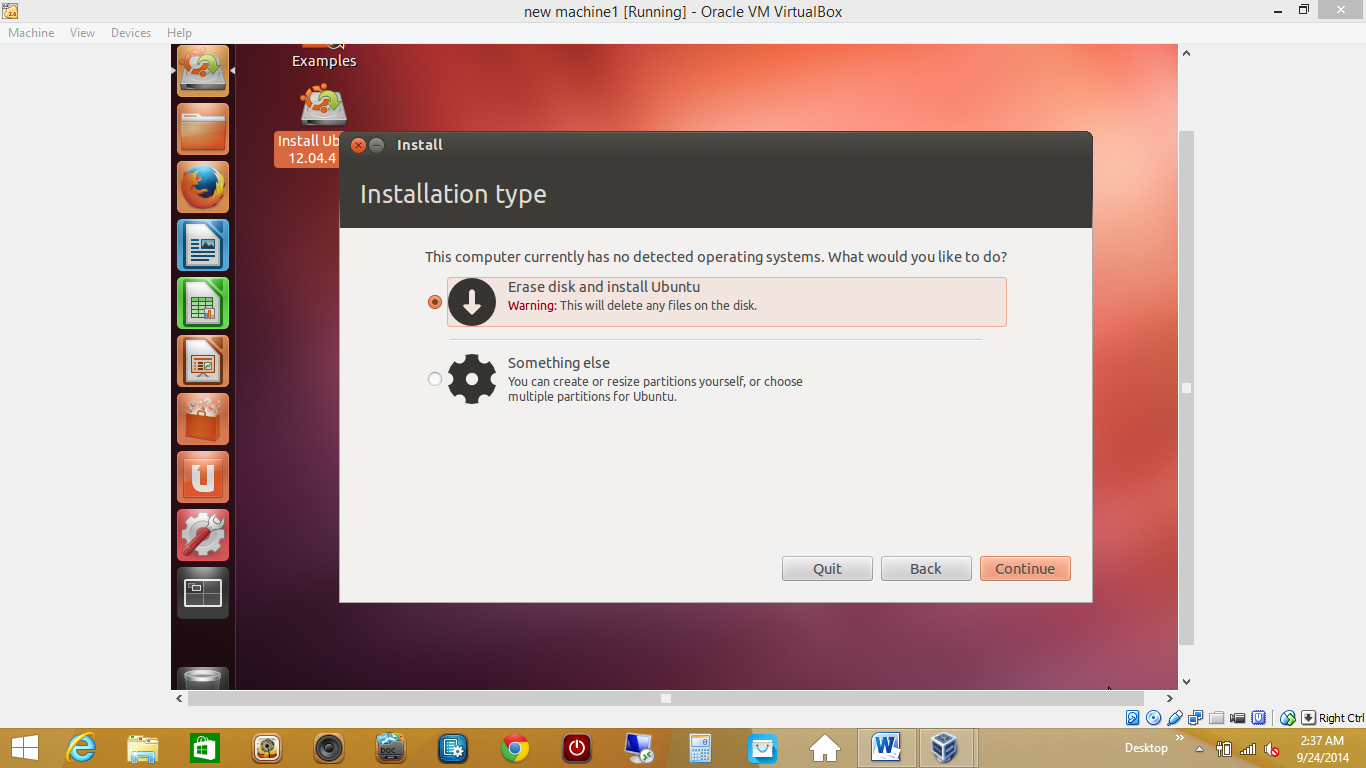 new machine1 [Running] - Oracle VM VirtualBox
Machine View Devices Help
Examples
Install Ub
12.04.4
Install
Installation type
This computer currently has no detected operating systems. What would you like to do?
Erase disk and install Ubuntu
Warning: This will delete any files on the disk.
Something else
You can create or resize partitions yourself, or choose
multiple partitions for Ubuntu.
Quit Back Continue
Right Ctrl
Desktop
2:37 AM
9/24/2014